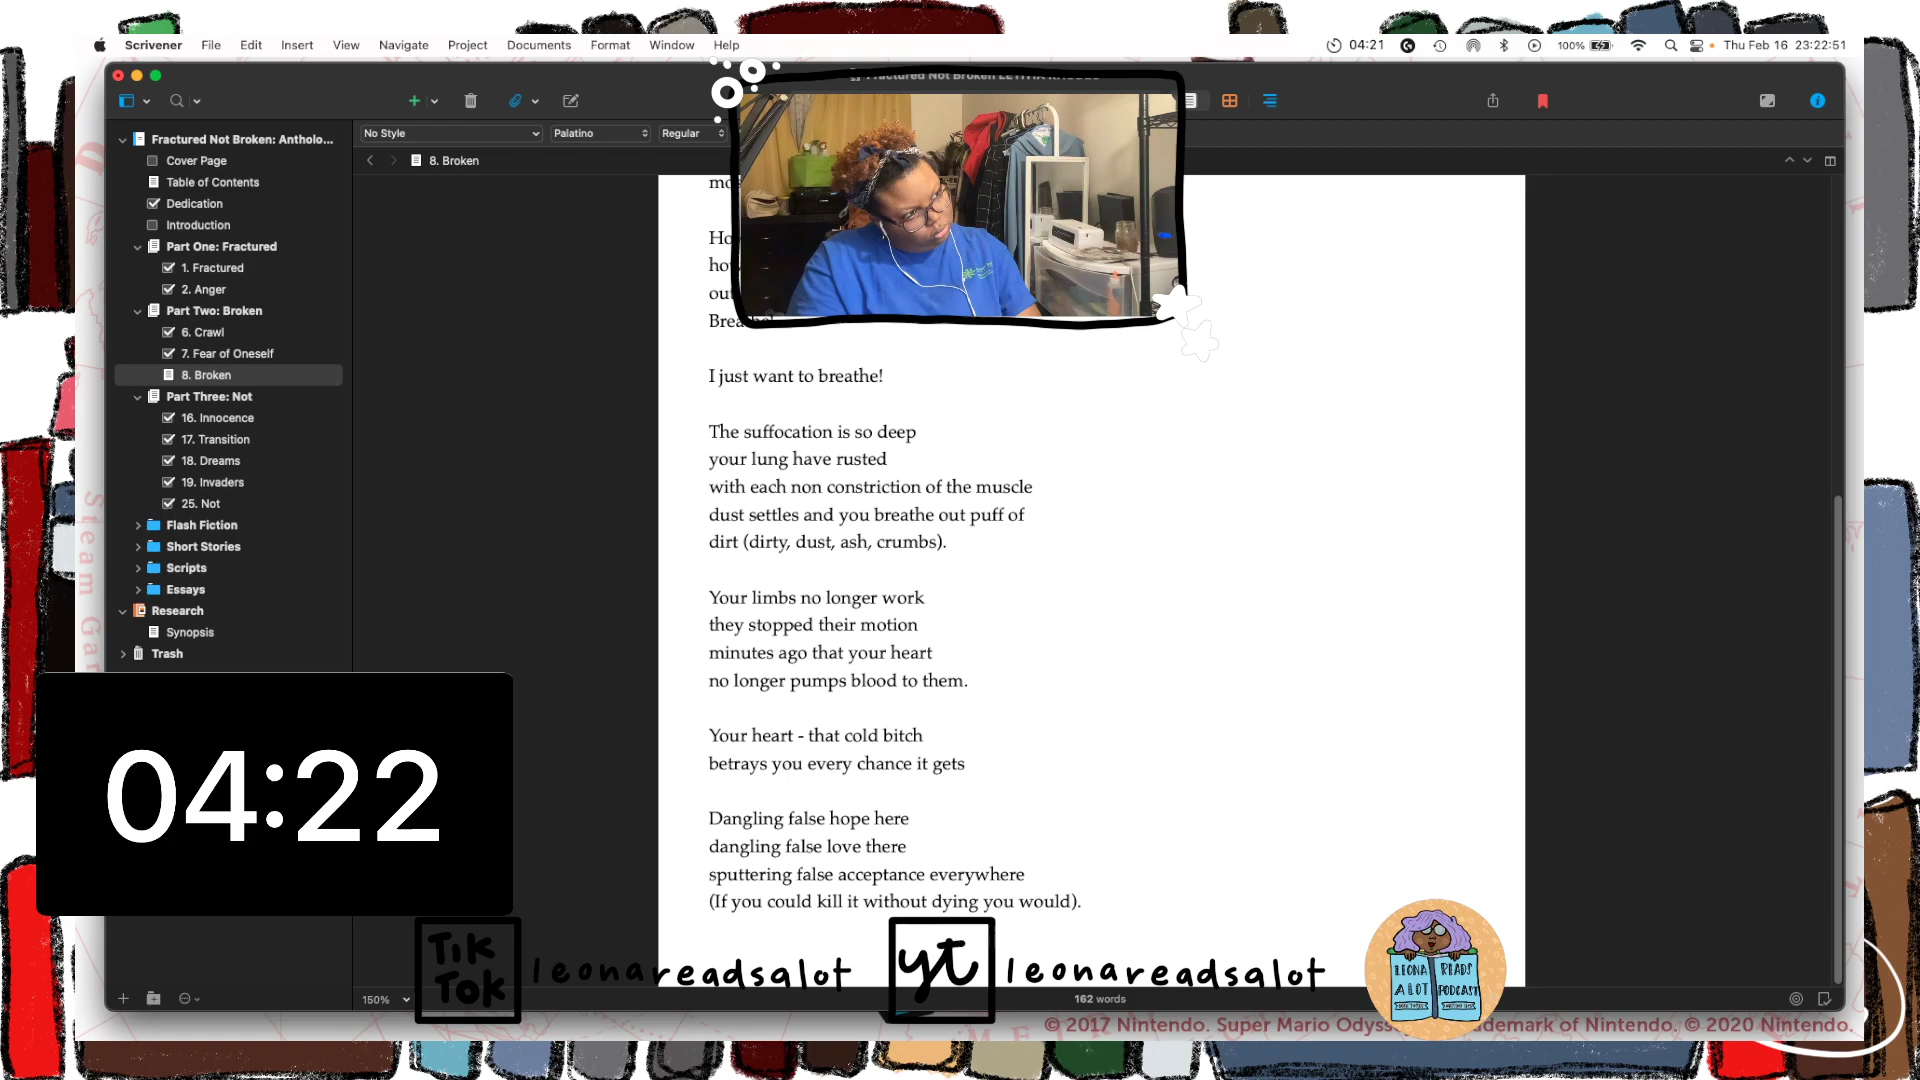 Scrivener File Edit Insert View Navigate Project Documents Format Window Help
04:21 100% Thu Feb 16 23:22:51
No Style Palatino Regular
8. Broken
Fractured Not Broken: Antholo...
Cover Page
Table of Contents
Dedication
Introduction
Part One: Fractured
1. Fractured
2. Anger
Part Two: Broken
6. Crawl
7. Fear of Oneself
8. Broken
Part Three: Not
16. Innocence
17. Transition
18. Dreams
19. Invaders
25. Not
Flash Fiction
Short Stories
Scripts
Essays
Research
Synopsis
Trash
I just want to breathe!
The suffocation is so deep
your lung have rusted
with each non constriction of the muscle
dust settles and you breathe out puff of
dirt (dirty, dust, ash, crumbs).
Your limbs no longer work
they stopped their motion
minutes ago that your heart
no longer pumps blood to them.
Your heart - that cold bitch
betrays you every chance it gets
Dangling false hope here
dangling false love there
sputtering false acceptance everywhere
(If you could kill it without dying you would).
04:22
TikTok leonareadsalot yt leonareadsalot
LEONA READS
A LOT PODCAST
150% 162 words
© 2017 Nintendo. Super Mario Odyss demark of Nintendo. © 2020 Nintendo.